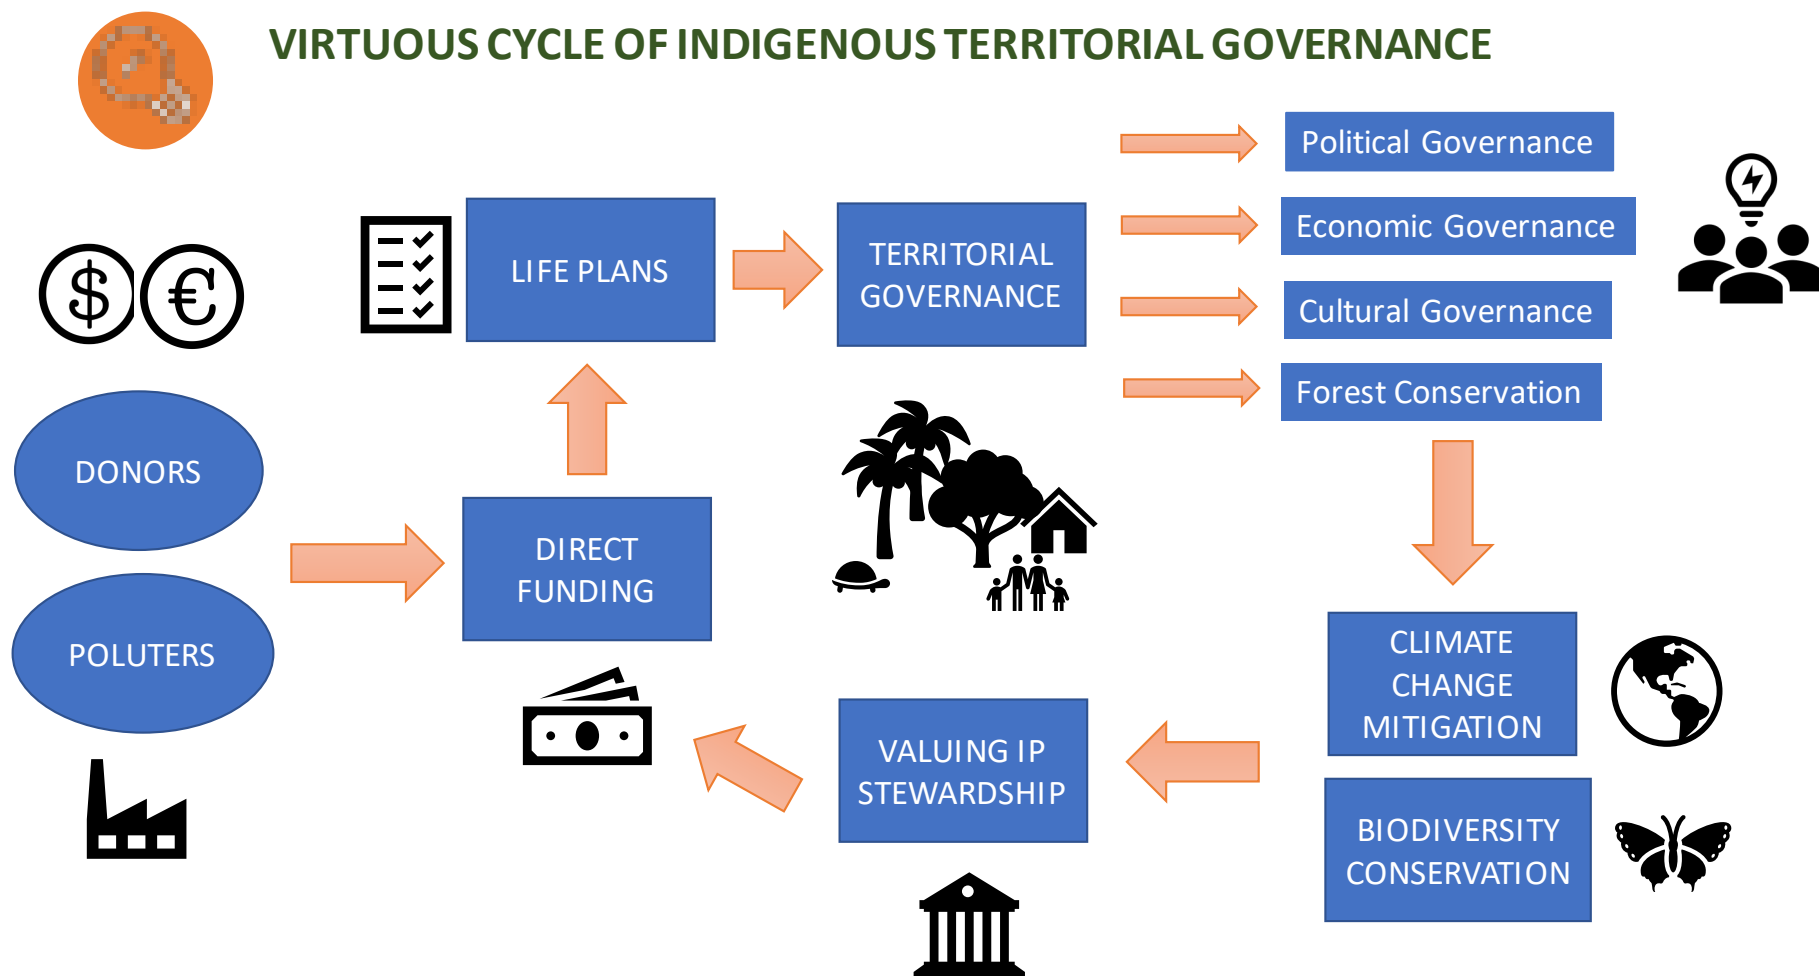 VIRTUOUS CYCLE OF INDIGENOUS TERRITORIAL GOVERNANCE
Political Governance
Economic Governance
Cultural Governance
Forest Conservation
LIFE PLANS
TERRITORIAL
GOVERNANCE
$ €
DONORS
POLUTERS
DIRECT
FUNDING
CLIMATE
CHANGE
MITIGATION
VALUING IP
STEWARDSHIP
BIODIVERSITY
CONSERVATION